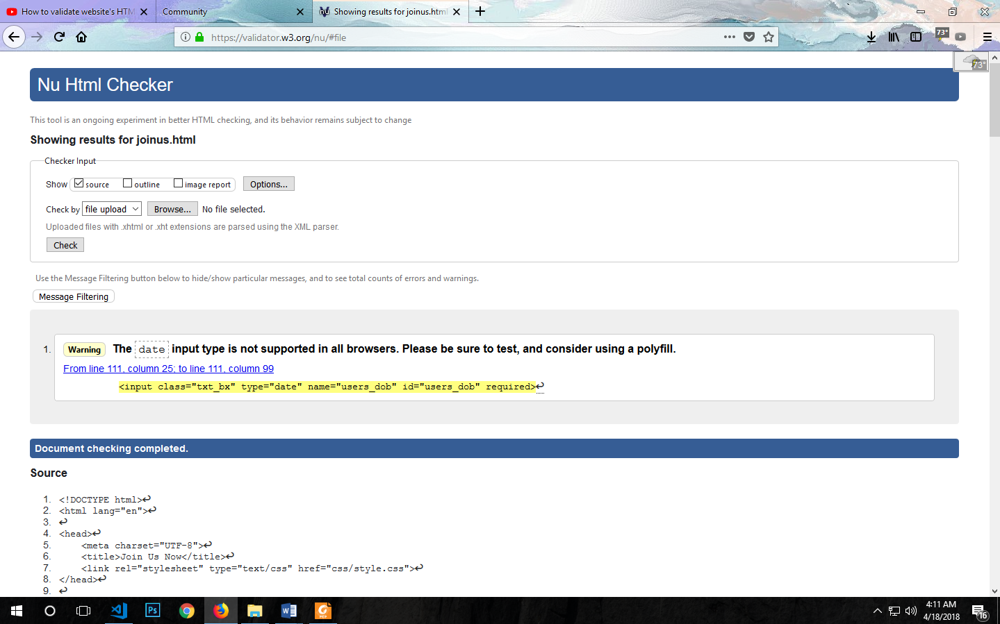 How to validate website's HTM
Community
Showing results for joinus.html
https://validator.w3.org/nu/#file
73°
73°
Nu Html Checker
This tool is an ongoing experiment in better HTML checking, and its behavior remains subject to change
Showing results for joinus.html
Checker Input
Show source outline image report Options...
Check by file upload Browse... No file selected.
Uploaded files with .xhtml or .xht extensions are parsed using the XML parser.
Check
Use the Message Filtering button below to hide/show particular messages, and to see total counts of errors and warnings.
Message Filtering
1. Warning The date input type is not supported in all browsers. Please be sure to test, and consider using a polyfill.
From line 111, column 25; to line 111, column 99
<input class="txt_bx" type="date" name="users_dob" id="users_dob" required>↩
Document checking completed.
Source
1. <!DOCTYPE html>↩
2. <html lang="en">↩
3. ↩
4. <head>↩
5. <meta charset="UTF-8">↩
6. <title>Join Us Now</title>↩
7. <link rel="stylesheet" type="text/css" href="css/style.css">↩
8. </head>↩
9. ↩
Ps
W
G
PDF
4:11 AM
4/18/2018
16